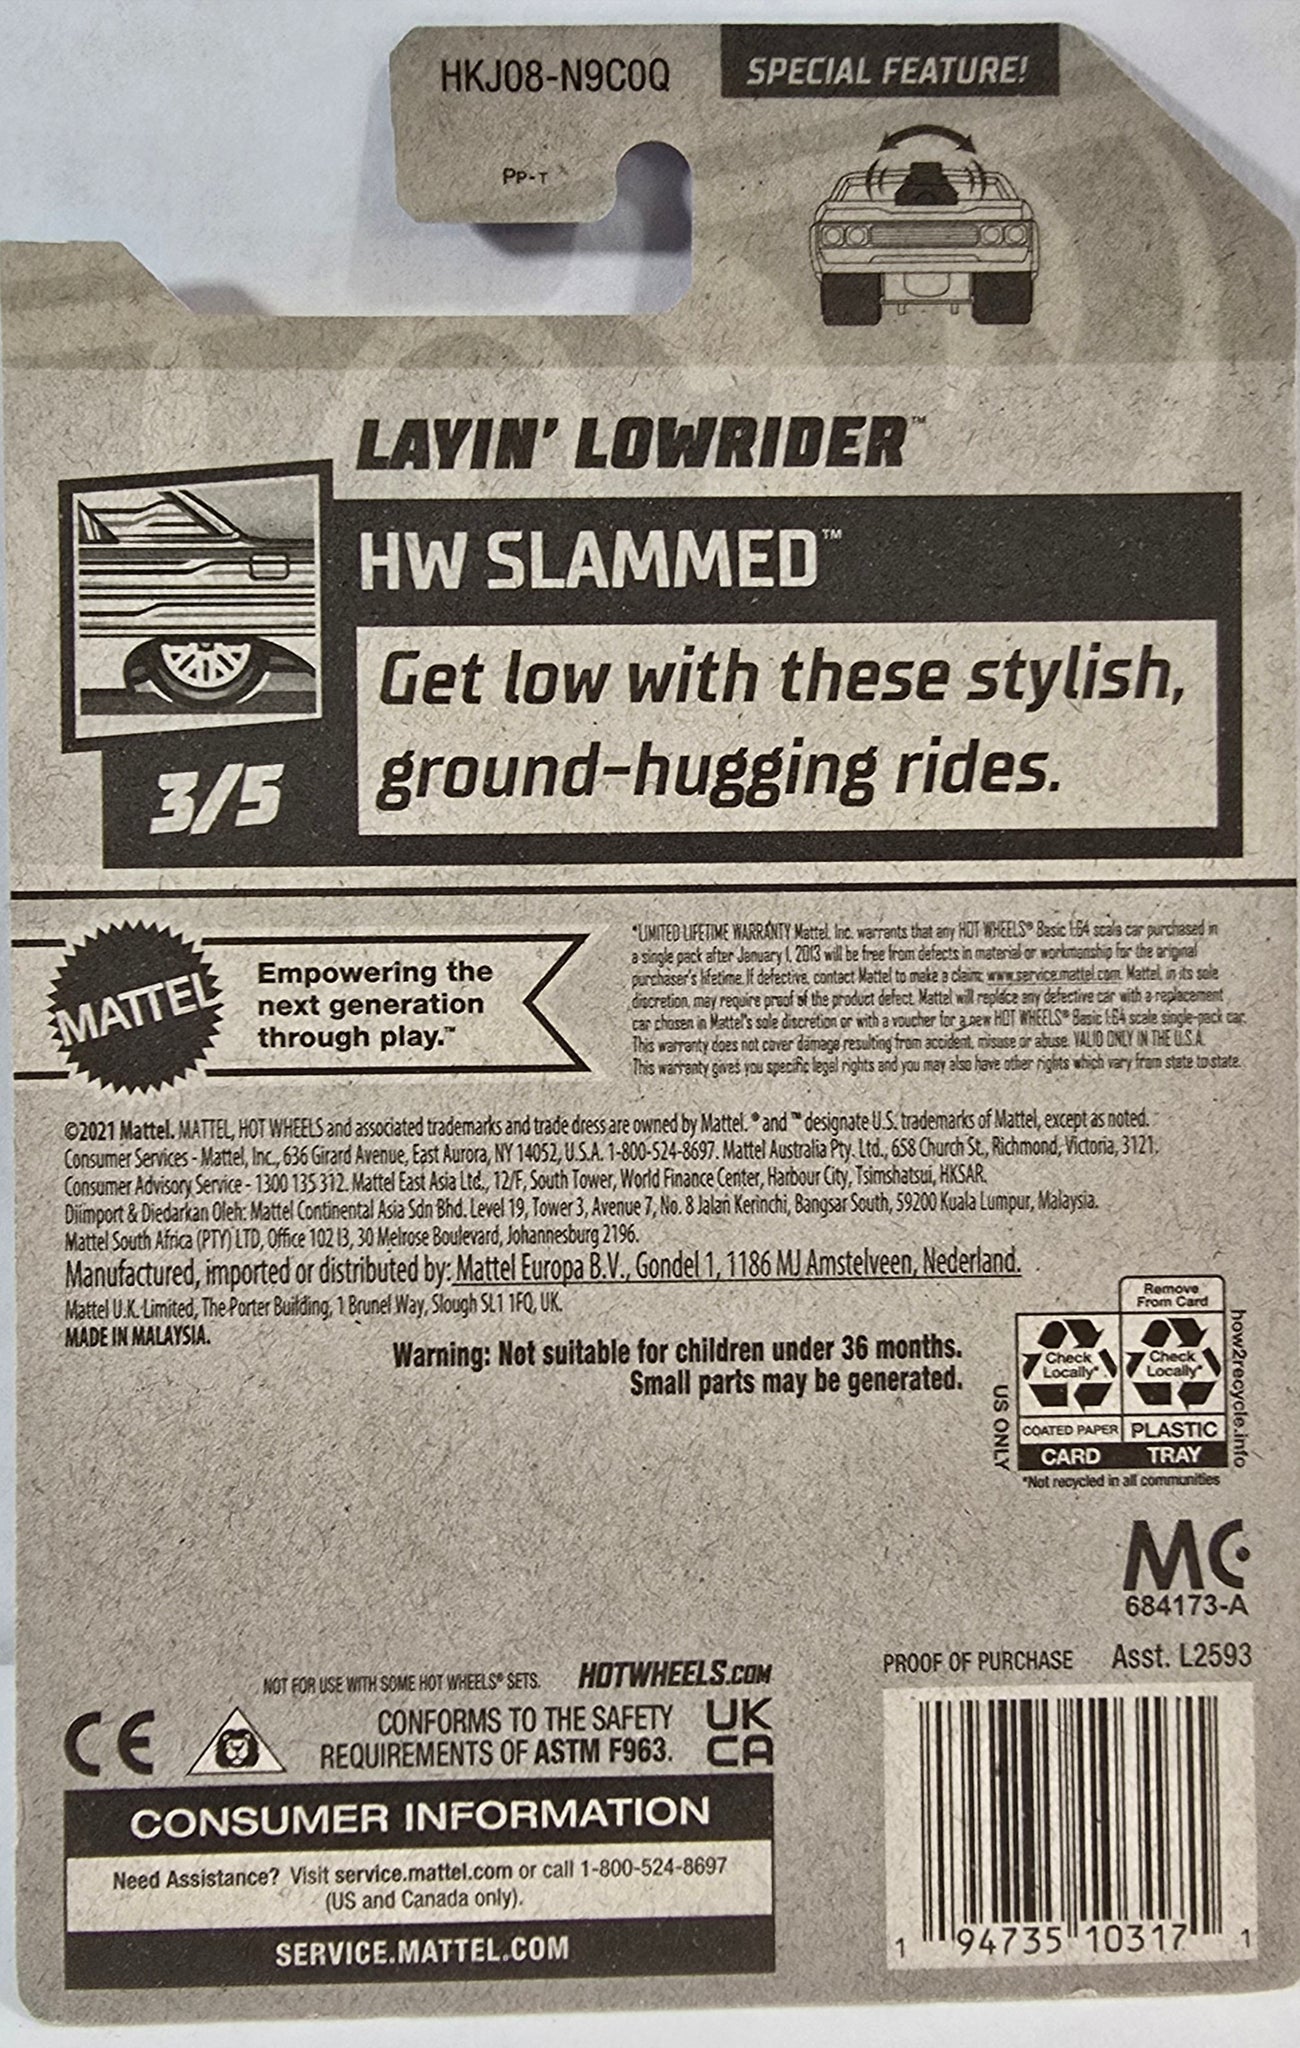 HKJ08-N9C0Q
SPECIAL FEATURE!
PP-T
LAYIN' LOWRIDER™
HW SLAMMED™
Get low with these stylish,
ground-hugging rides.
3/5
MATTEL
Empowering the
next generation
through play.™
*LIMITED LIFETIME WARRANTY Mattel, Inc. warrants that any HOT WHEELS® Basic 1:64 scale car purchased in
a single pack after January 1, 2013 will be free from defects in material or workmanship for the original
purchaser's lifetime. If defective, contact Mattel to make a claim: www.service.mattel.com. Mattel, in its sole
discretion, may require proof of the product defect. Mattel will replace any defective car with a replacement
car chosen in Mattel's sole discretion or with a voucher for a new HOT WHEELS® Basic 1:64 scale single-pack car.
This warranty does not cover damage resulting from accident, misuse or abuse. VALID ONLY IN THE U.S.A.
This warranty gives you specific legal rights and you may also have other rights which vary from state to state.
©2021 Mattel. MATTEL, HOT WHEELS and associated trademarks and trade dress are owned by Mattel. ® and ™ designate U.S. trademarks of Mattel, except as noted.
Consumer Services - Mattel, Inc., 636 Girard Avenue, East Aurora, NY 14052, U.S.A. 1-800-524-8697. Mattel Australia Pty. Ltd., 658 Church St., Richmond, Victoria, 3121.
Consumer Advisory Service - 1300 135 312. Mattel East Asia Ltd., 12/F, South Tower, World Finance Center, Harbour City, Tsimshatsui, HKSAR.
Diimport & Diedarkan Oleh: Mattel Continental Asia Sdn Bhd. Level 19, Tower 3, Avenue 7, No. 8 Jalan Kerinchi, Bangsar South, 59200 Kuala Lumpur, Malaysia.
Mattel South Africa (PTY) LTD, Office 102 I3, 30 Melrose Boulevard, Johannesburg 2196.
Manufactured, imported or distributed by: Mattel Europa B.V., Gondel 1, 1186 MJ Amstelveen, Nederland.
Mattel U.K. Limited, The Porter Building, 1 Brunel Way, Slough SL1 1FQ, UK.
MADE IN MALAYSIA.
Warning: Not suitable for children under 36 months.
Small parts may be generated.
Remove
From Card
Check
Locally*
Check
Locally*
COATED PAPER
PLASTIC
CARD
TRAY
US ONLY
how2recycle.info
*Not recycled in all communities
MC
684173-A
PROOF OF PURCHASE
Asst. L2593
NOT FOR USE WITH SOME HOT WHEELS® SETS.
HOTWHEELS.COM
CE
CONFORMS TO THE SAFETY
REQUIREMENTS OF ASTM F963.
UK
CA
CONSUMER INFORMATION
Need Assistance? Visit service.mattel.com or call 1-800-524-8697
(US and Canada only).
SERVICE.MATTEL.COM
1 94735 10317 1